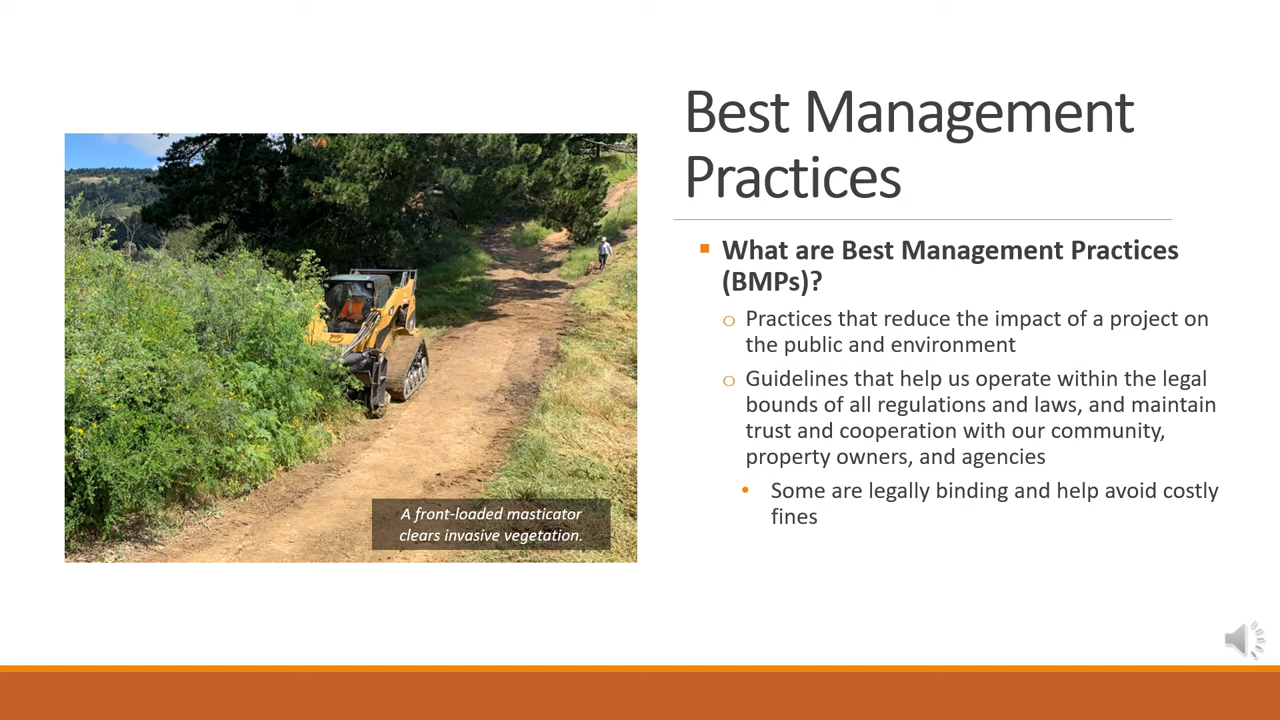 Best Management
Practices
What are Best Management Practices
(BMPs)?
Practices that reduce the impact of a project on
the public and environment
Guidelines that help us operate within the legal
bounds of all regulations and laws, and maintain
trust and cooperation with our community,
property owners, and agencies
Some are legally binding and help avoid costly
fines
A front-loaded masticator
clears invasive vegetation.